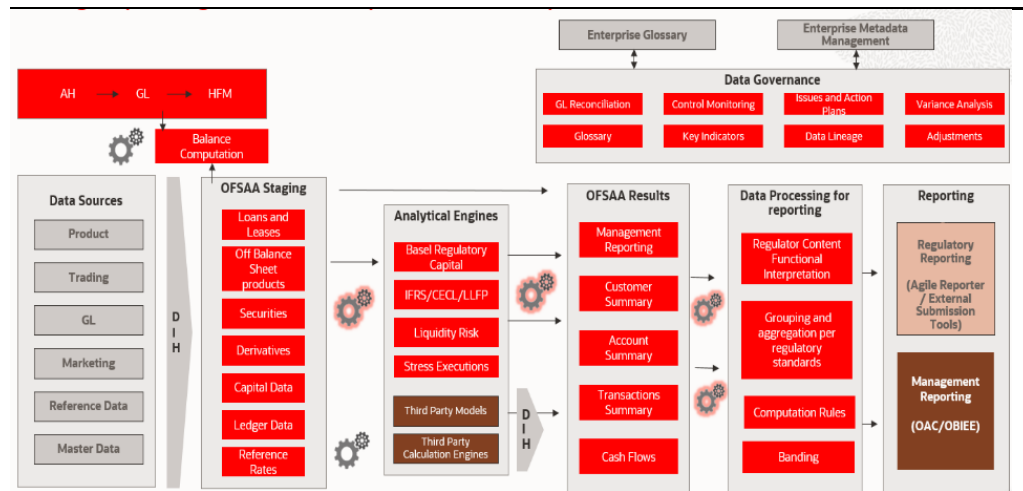 Enterprise Glossary
Enterprise Metadata
Management
Data Governance
GL Reconciliation
Control Monitoring
Issues and Action
Plans
Variance Analysis
Glossary
Key Indicators
Data Lineage
Adjustments
AH
GL
HFM
Balance
Computation
Data Sources
Product
Trading
GL
Marketing
Reference Data
Master Data
D
I
H
OFSAA Staging
Loans and
Leases
Off Balance
Sheet
products
Securities
Derivatives
Capital Data
Ledger Data
Reference
Rates
Analytical Engines
Basel Regulatory
Capital
IFRS/CECL/LLFP
Liquidity Risk
Stress Executions
Third Party Models
Third Party
Calculation Engines
D
I
H
OFSAA Results
Management
Reporting
Customer
Summary
Account
Summary
Transactions
Summary
Cash Flows
Data Processing for
reporting
Regulator Content
Functional
Interpretation
Grouping and
aggregation per
regulatory
standards
Computation Rules
Banding
Reporting
Regulatory
Reporting
(Agile Reporter
/ External
Submission
Tools)
Management
Reporting
(OAC/OBIEE)